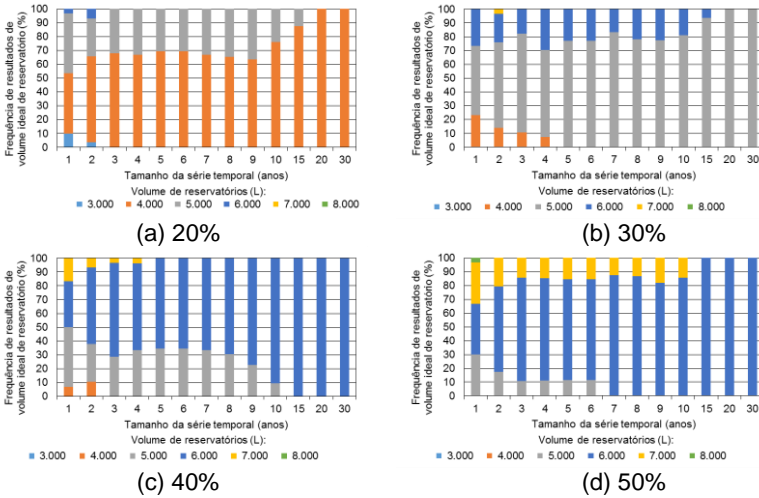 Frequência de resultados de
volume ideal de reservatório (%)
100
90
80
70
60
50
40
30
20
10
0
1 2 3 4 5 6 7 8 9 10 15 20 30
Tamanho da série temporal (anos)
Volume de reservatórios (L):
3.000 4.000 5.000 6.000 7.000 8.000
(a) 20%
Frequência de resultados de
volume ideal de reservatório (%)
100
90
80
70
60
50
40
30
20
10
0
1 2 3 4 5 6 7 8 9 10 15 20 30
Tamanho da série temporal (anos)
Volume de reservatórios (L):
3.000 4.000 5.000 6.000 7.000 8.000
(b) 30%
Frequência de resultados de
volume ideal de reservatório (%)
100
90
80
70
60
50
40
30
20
10
0
1 2 3 4 5 6 7 8 9 10 15 20 30
Tamanho da série temporal (anos)
Volume de reservatórios (L):
3.000 4.000 5.000 6.000 7.000 8.000
(c) 40%
Frequência de resultados de
volume ideal de reservatório (%)
100
90
80
70
60
50
40
30
20
10
0
1 2 3 4 5 6 7 8 9 10 15 20 30
Tamanho da série temporal (anos)
Volume de reservatórios (L):
3.000 4.000 5.000 6.000 7.000 8.000
(d) 50%